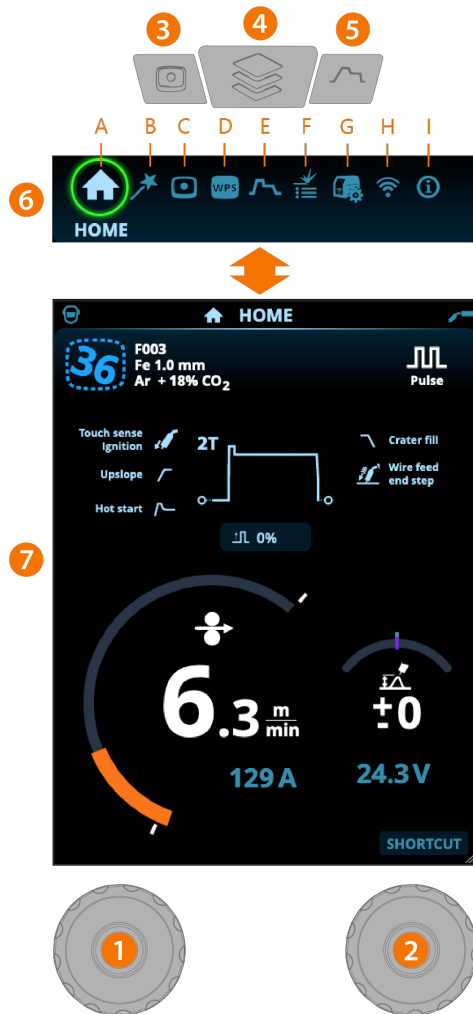 3
4
5
A B C D E F G H I
6
WPS
HOME
HOME
36
F003
Fe 1.0 mm
Ar + 18% CO₂
Pulse
Touch sense
Ignition
Upslope
Hot start
2T
Crater fill
Wire feed
end step
0%
7
6.3 m/min
±0
129 A
24.3 V
SHORTCUT
1
2